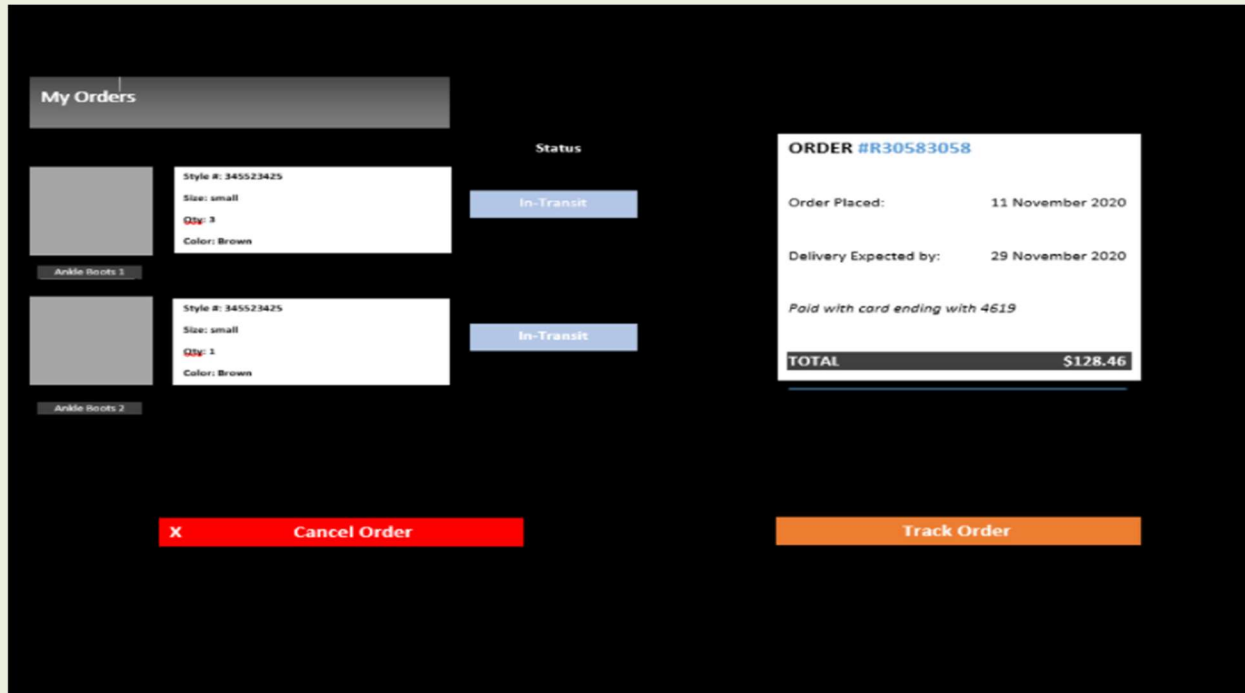 My Orders
Status
Style #: 345523425
Size: small
Qty: 3
Color: Brown
In-Transit
Ankle Boots 1
Style #: 345523425
Size: small
Qty: 1
Color: Brown
In-Transit
Ankle Boots 2
ORDER #R30583058
Order Placed: 11 November 2020
Delivery Expected by: 29 November 2020
Paid with card ending with 4619
TOTAL $128.46
X Cancel Order
Track Order